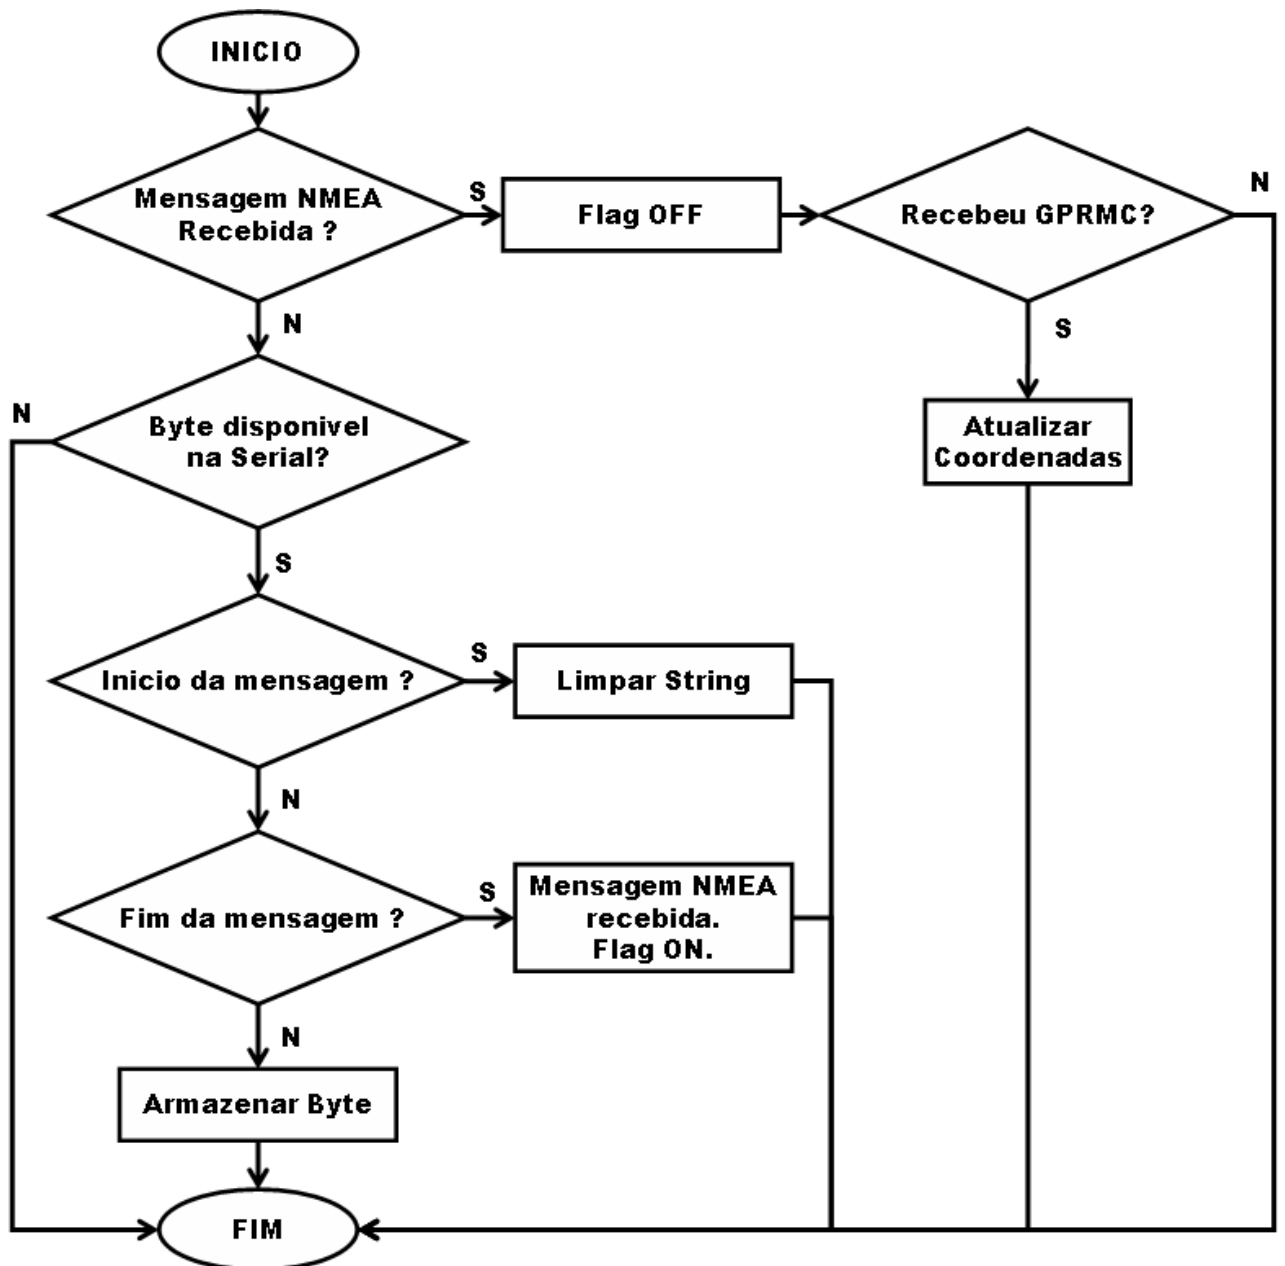 INICIO
Mensagem NMEA
Recebida ?
S
Flag OFF
Recebeu GPRMC?
N
N
S
Byte disponivel
na Serial?
N
Atualizar
Coordenadas
S
Inicio da mensagem ?
S
Limpar String
N
Fim da mensagem ?
S
Mensagem NMEA
recebida.
Flag ON.
N
Armazenar Byte
FIM